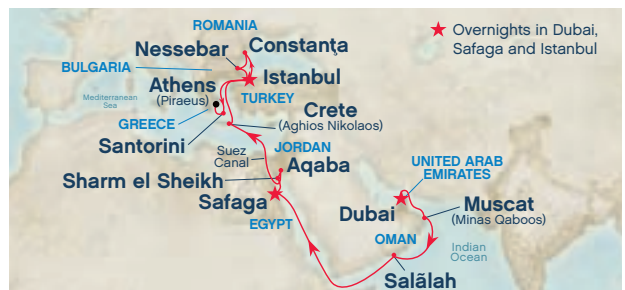 ROMANIA
Nessebar
Constanţa
BULGARIA
Istanbul
Athens
(Piraeus)
Mediterranean
Sea
TURKEY
GREECE
Crete
(Aghios Nikolaos)
Santorini
Suez
Canal
JORDAN
Aqaba
Sharm el Sheikh
Safaga
EGYPT
★ Overnights in Dubai,
Safaga and Istanbul
UNITED ARAB
EMIRATES
Dubai
Muscat
(Minas Qaboos)
OMAN
Indian
Ocean
Salãlah